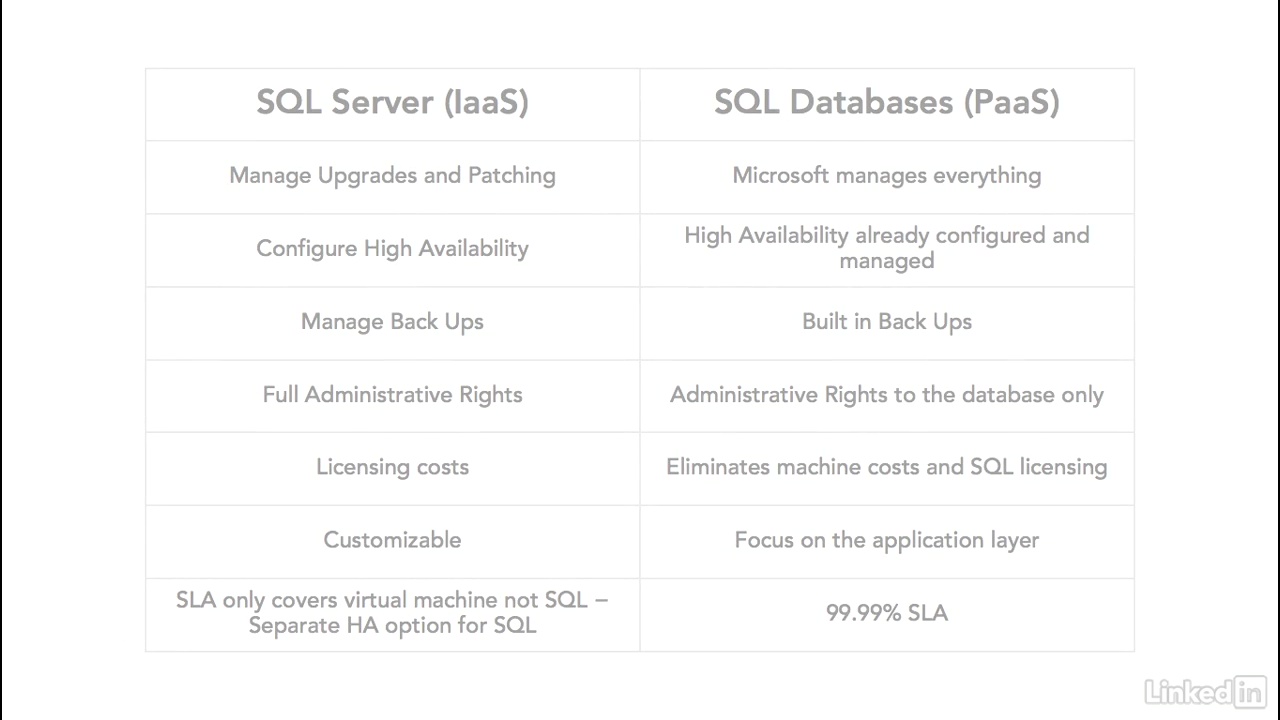 SQL Server (IaaS)
SQL Databases (PaaS)
Manage Upgrades and Patching
Microsoft manages everything
Configure High Availability
High Availability already configured and
managed
Manage Back Ups
Built in Back Ups
Full Administrative Rights
Administrative Rights to the database only
Licensing costs
Eliminates machine costs and SQL licensing
Customizable
Focus on the application layer
SLA only covers virtual machine not SQL –
Separate HA option for SQL
99.99% SLA
LinkedIn